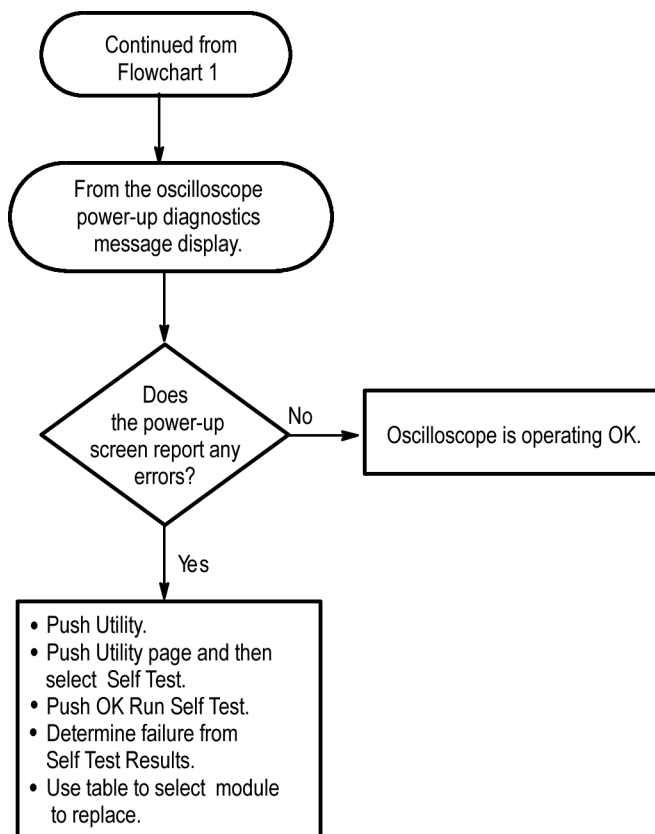 Continued from
Flowchart 1
From the oscilloscope
power-up diagnostics
message display.
Does
the power-up
screen report any
errors?
No
Oscilloscope is operating OK.
Yes
• Push Utility.
• Push Utility page and then
select Self Test.
• Push OK Run Self Test.
• Determine failure from
Self Test Results.
• Use table to select module
to replace.